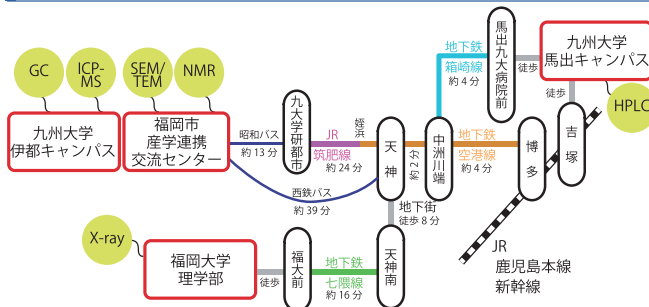 GC
ICP-
MS
SEM/
TEM
NMR
九州大学
伊都キャンパス
福岡市
産学連携
交流センター
昭和バス
約 13 分
九大学研都市
JR
筑肥線
約 24 分
姪浜
西鉄バス
約 39 分
天神
約 2 分
中洲川端
地下鉄
箱崎線
約 4 分
馬出九大病院前
徒歩
九州大学
馬出キャンパス
徒歩
HPLC
吉塚
地下鉄
空港線
約 4 分
博多
JR
鹿児島本線
新幹線
地下街
徒歩 8 分
天神南
地下鉄
七隈線
約 16 分
福大前
徒歩
X-ray
福岡大学
理学部